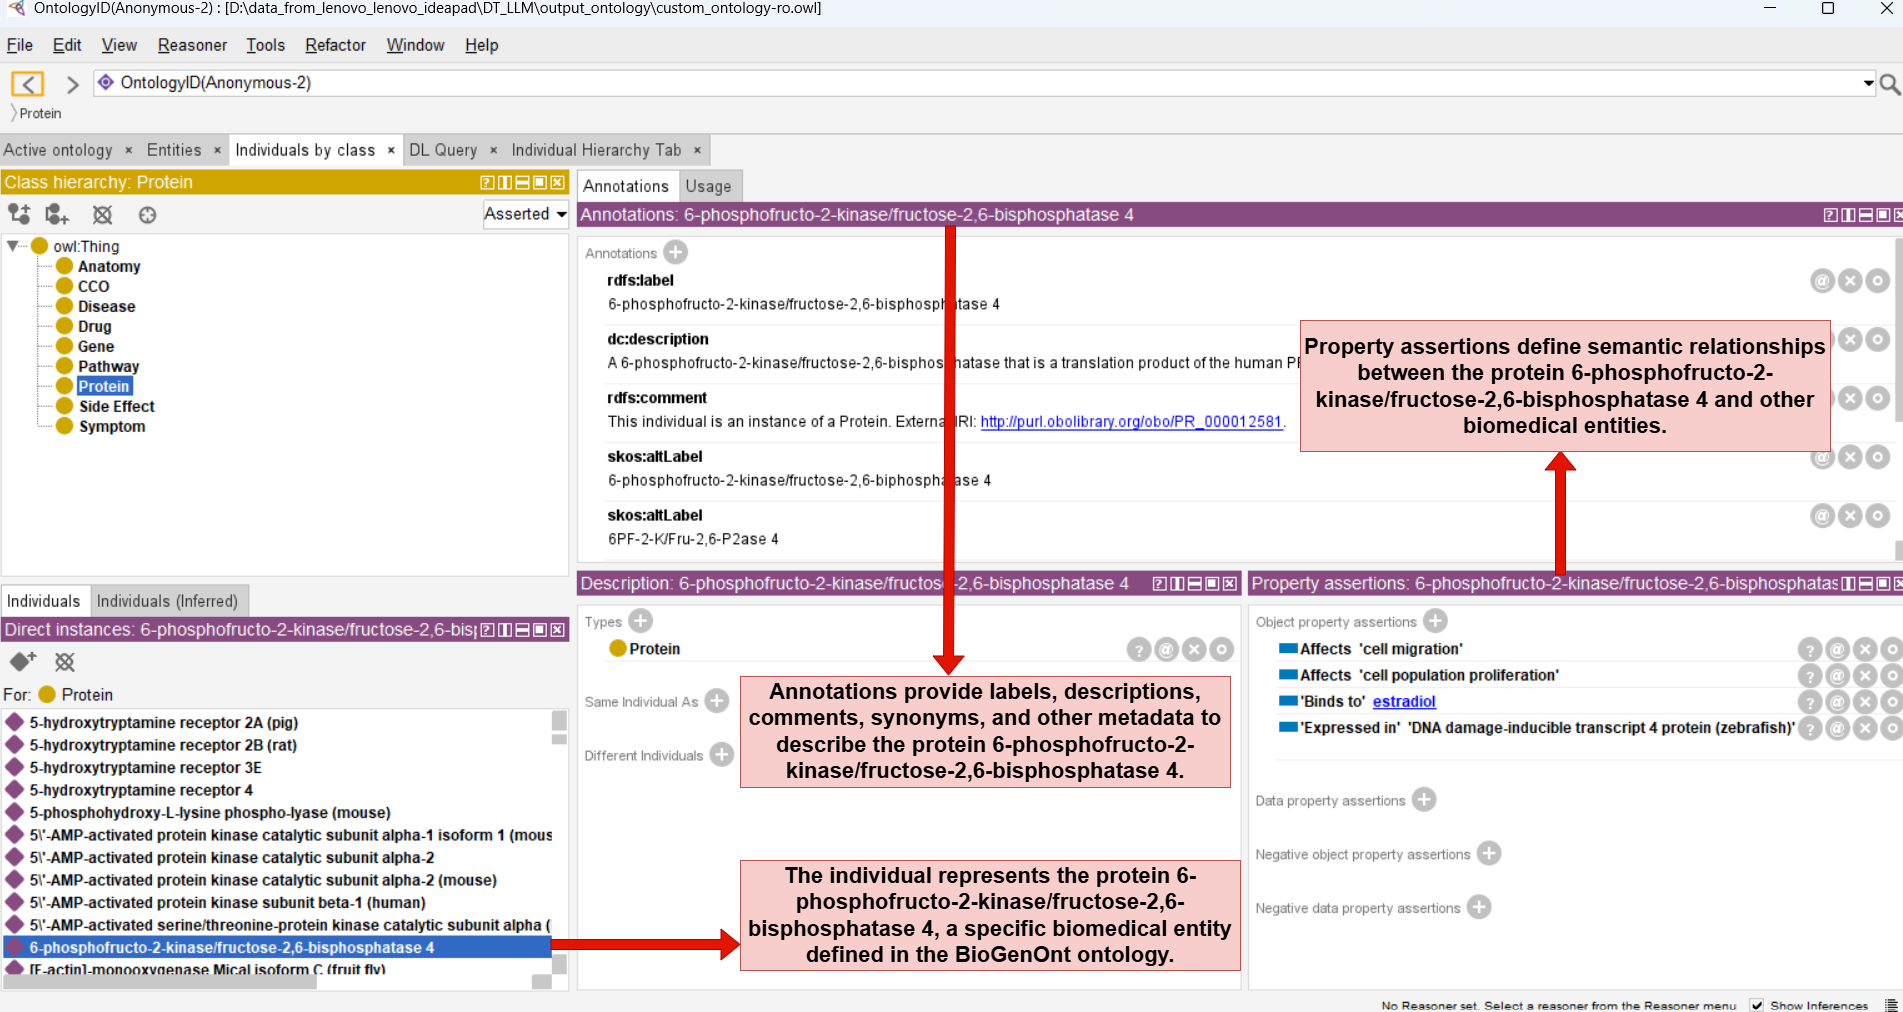 OntologyID(Anonymous-2) : [D:\data_from_lenovo_lenovo_ideapad\DT_LLM\output_ontology\custom_ontology-ro.owl]
File Edit View Reasoner Tools Refactor Window Help
OntologyID(Anonymous-2)
Protein
Active ontology × Entities × Individuals by class × DL Query × Individual Hierarchy Tab ×
Class hierarchy: Protein
Asserted
owl:Thing
Anatomy
CCO
Disease
Drug
Gene
Pathway
Protein
Side Effect
Symptom
Annotations Usage
Annotations: 6-phosphofructo-2-kinase/fructose-2,6-bisphosphatase 4
Annotations
rdfs:label
6-phosphofructo-2-kinase/fructose-2,6-bisphosphatase 4
dc:description
A 6-phosphofructo-2-kinase/fructose-2,6-bisphosphatase that is a translation product of the human
rdfs:comment
This individual is an instance of a Protein. External IRI: http://purl.obolibrary.org/obo/PR_000012581.
skos:altLabel
6-phosphofructo-2-kinase/fructose-2,6-biphosphatase 4
skos:altLabel
6PF-2-K/Fru-2,6-P2ase 4
Property assertions define semantic relationships
between the protein 6-phosphofructo-2-
kinase/fructose-2,6-bisphosphatase 4 and other
biomedical entities.
Individuals Individuals (Inferred)
Direct instances: 6-phosphofructo-2-kinase/fructose-2,6-bisp
For: Protein
5-hydroxytryptamine receptor 2A (pig)
5-hydroxytryptamine receptor 2B (rat)
5-hydroxytryptamine receptor 3E
5-hydroxytryptamine receptor 4
5-phosphohydroxy-L-lysine phospho-lyase (mouse)
5\'-AMP-activated protein kinase catalytic subunit alpha-1 isoform 1 (mous
5\'-AMP-activated protein kinase catalytic subunit alpha-2
5\'-AMP-activated protein kinase catalytic subunit alpha-2 (mouse)
5\'-AMP-activated protein kinase subunit beta-1 (human)
5\'-AMP-activated serine/threonine-protein kinase catalytic subunit alpha (
6-phosphofructo-2-kinase/fructose-2,6-bisphosphatase 4
[F-actin]-monooxygenase Mical isoform C (fruit fly)
Description: 6-phosphofructo-2-kinase/fructose-2,6-bisphosphatase 4
Types
Protein
Same Individual As
Different Individuals
Annotations provide labels, descriptions,
comments, synonyms, and other metadata to
describe the protein 6-phosphofructo-2-
kinase/fructose-2,6-bisphosphatase 4.
The individual represents the protein 6-
phosphofructo-2-kinase/fructose-2,6-
bisphosphatase 4, a specific biomedical entity
defined in the BioGenOnt ontology.
Property assertions: 6-phosphofructo-2-kinase/fructose-2,6-bisphosphatas
Object property assertions
Affects 'cell migration'
Affects 'cell population proliferation'
'Binds to' estradiol
'Expressed in' 'DNA damage-inducible transcript 4 protein (zebrafish)'
Data property assertions
Negative object property assertions
Negative data property assertions
No Reasoner set. Select a reasoner from the Reasoner menu Show Inferences